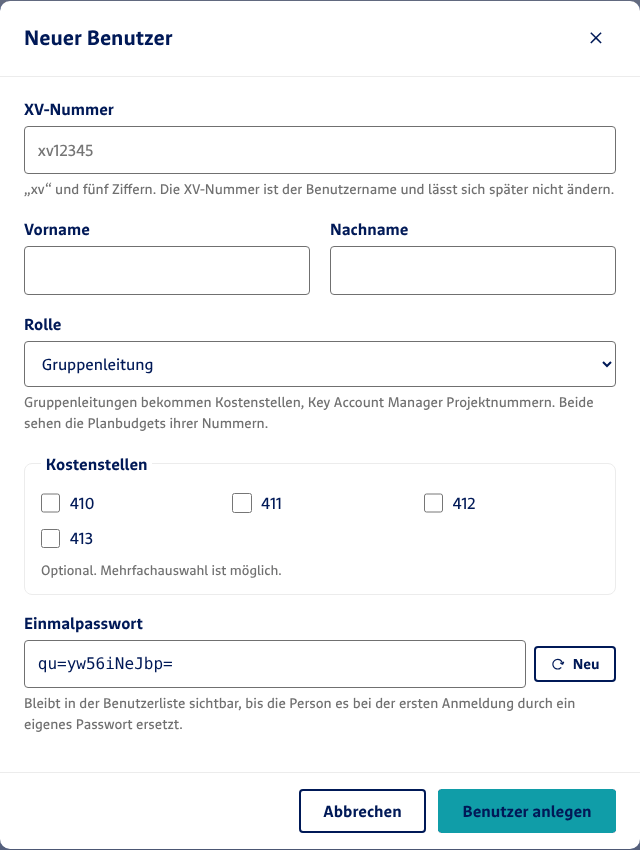 Neuer Benutzer
XV-Nummer
xv12345
„xv“ und fünf Ziffern. Die XV-Nummer ist der Benutzername und lässt sich später nicht ändern.
Vorname
Nachname
Rolle
Gruppenleitung
Gruppenleitungen bekommen Kostenstellen, Key Account Manager Projektnummern. Beide
sehen die Planbudgets ihrer Nummern.
Kostenstellen
410
411
412
413
Optional. Mehrfachauswahl ist möglich.
Einmalpasswort
qu=yw56iNeJbp=
Neu
Bleibt in der Benutzerliste sichtbar, bis die Person es bei der ersten Anmeldung durch ein
eigenes Passwort ersetzt.
Abbrechen
Benutzer anlegen